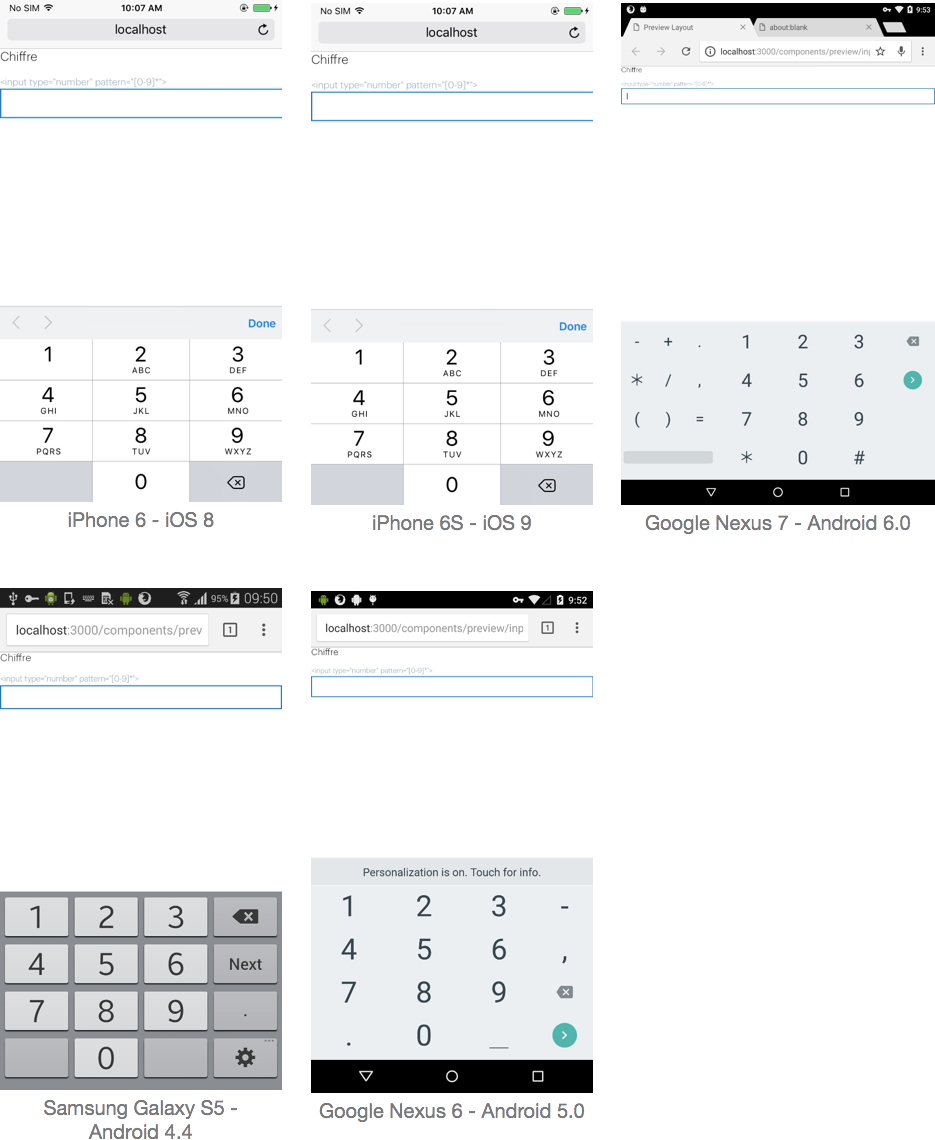 No SIM 10:07 AM
localhost
Chiffre
<input type="number" pattern="[0-9]*">
Done
1 2 3
ABC DEF
4 5 6
GHI JKL MNO
7 8 9
PQRS TUV WXYZ
0
iPhone 6 - iOS 8
No SIM 10:07 AM
localhost
Chiffre
<input type="number" pattern="[0-9]*">
Done
1 2 3
ABC DEF
4 5 6
GHI JKL MNO
7 8 9
PQRS TUV WXYZ
0
iPhone 6S - iOS 9
9:53
Preview Layout × about:blank ×
localhost:3000/components/preview/inp
Chiffre
<input type="number" pattern="[0-9]*">
- + . 1 2 3
* / , 4 5 6
( ) = 7 8 9
* 0 #
Google Nexus 7 - Android 6.0
95% 09:50
localhost:3000/components/prev 1
Chiffre
<input type="number" pattern="[0-9]*">
1 2 3
4 5 6 Next
7 8 9 .
0 ...
Samsung Galaxy S5 -
Android 4.4
9:52
localhost:3000/components/preview/inp 1
Chiffre
<input type="number" pattern="[0-9]*">
Personalization is on. Touch for info.
1 2 3 -
4 5 6 ,
7 8 9
. 0 _
Google Nexus 6 - Android 5.0